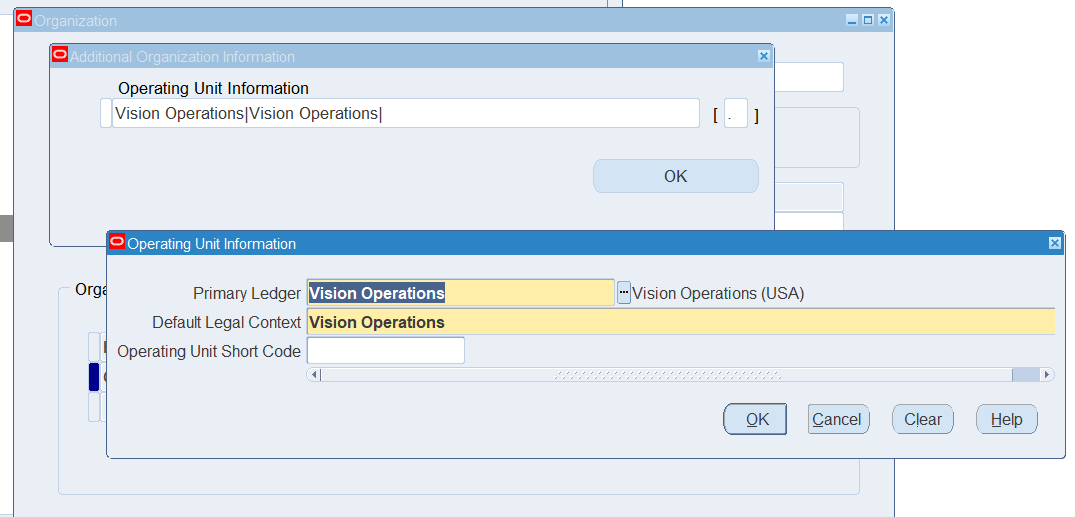 Organization
Additional Organization Information
Operating Unit Information
Vision Operations|Vision Operations|
[ . ]
OK
Operating Unit Information
Orga
Primary Ledger Vision Operations ... Vision Operations (USA)
Default Legal Context Vision Operations
Operating Unit Short Code
OK Cancel Clear Help